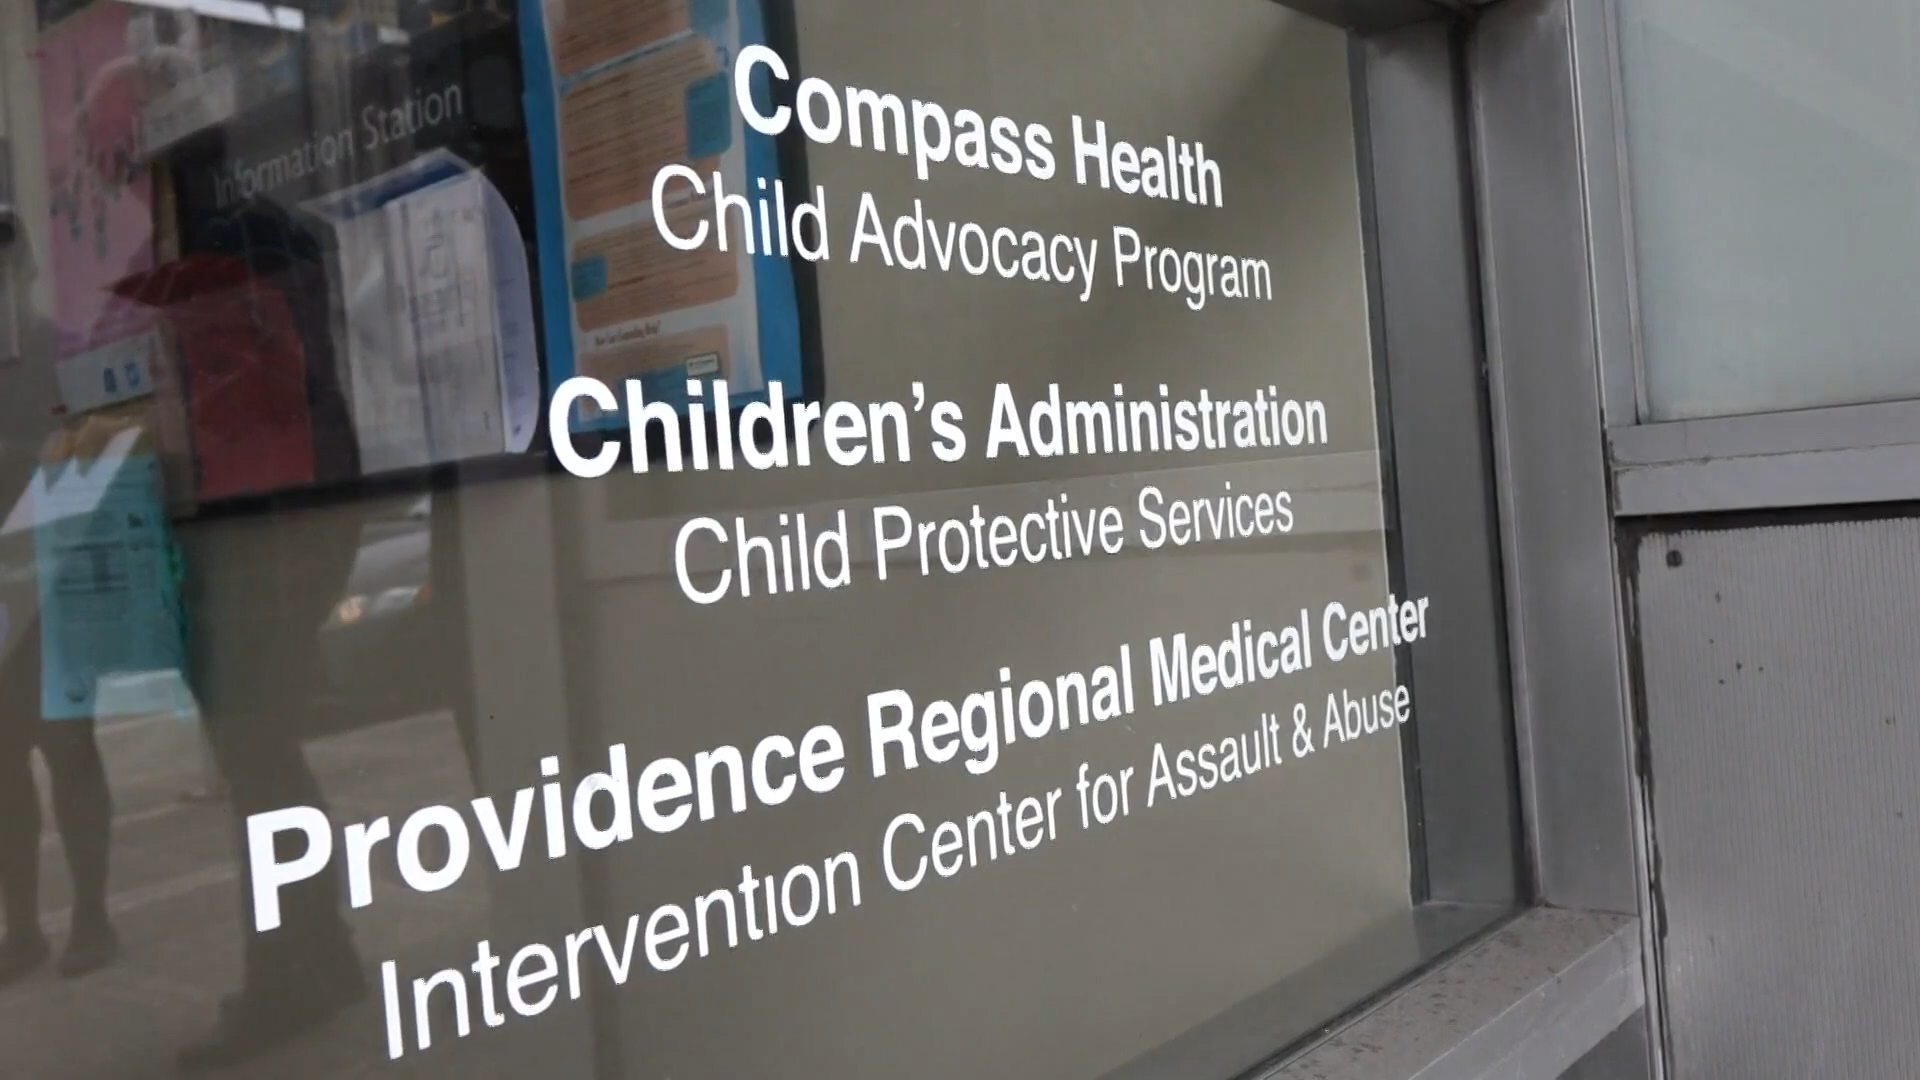 Information Station
Compass Health
Child Advocacy Program
Children's Administration
Child Protective Services
Providence Regional Medical Center
Intervention Center for Assault & Abuse